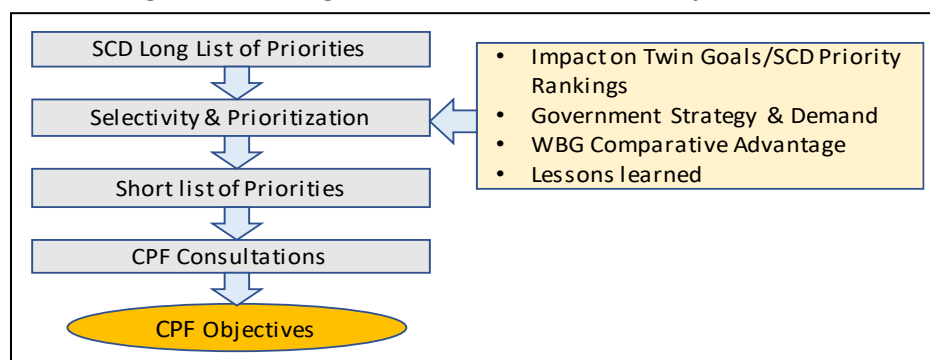 SCD Long List of Priorities
Selectivity & Prioritization
Short list of Priorities
CPF Consultations
CPF Objectives
• Impact on Twin Goals/SCD Priority
Rankings
• Government Strategy & Demand
• WBG Comparative Advantage
• Lessons learned